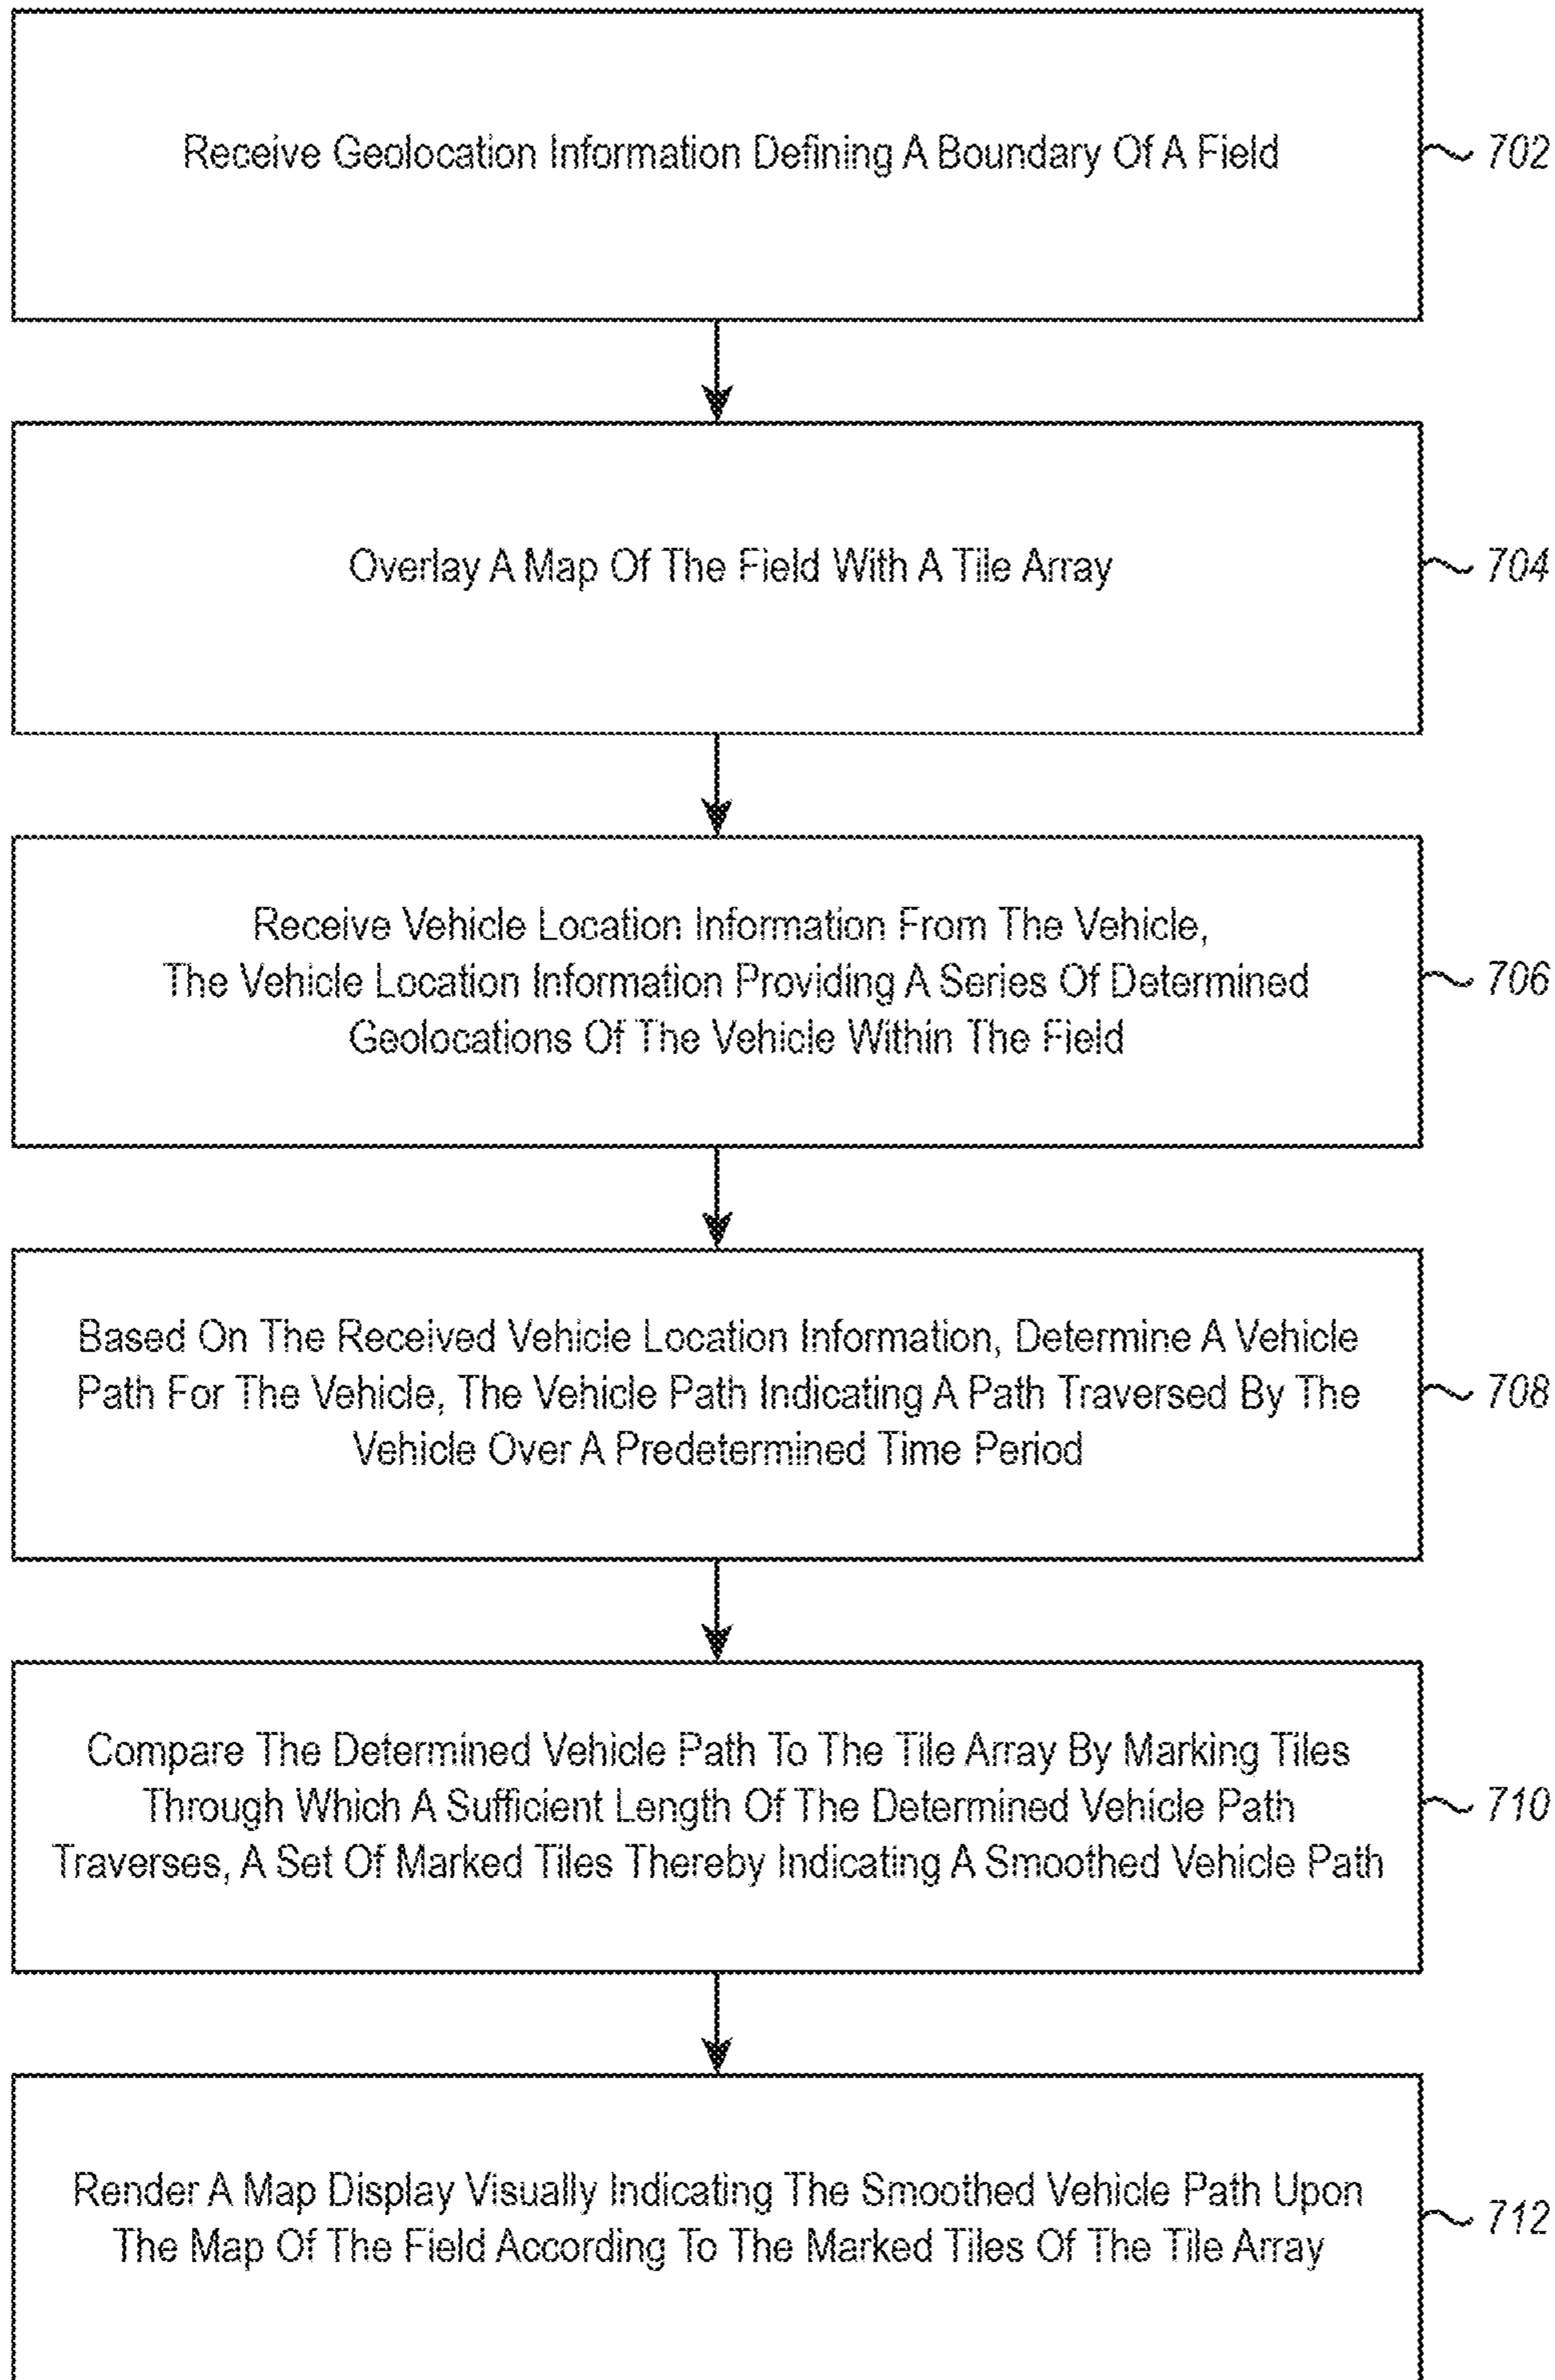 Receive Geolocation Information Defining A Boundary Of A Field
702
Overlay A Map Of The Field With A Tile Array
704
Receive Vehicle Location Information From The Vehicle,
The Vehicle Location Information Providing A Series Of Determined
Geolocations Of The Vehicle Within The Field
706
Based On The Received Vehicle Location Information, Determine A Vehicle
Path For The Vehicle, The Vehicle Path Indicating A Path Traversed By The
Vehicle Over A Predetermined Time Period
708
Compare The Determined Vehicle Path To The Tile Array By Marking Tiles
Through Which A Sufficient Length Of The Determined Vehicle Path
Traverses, A Set Of Marked Tiles Thereby Indicating A Smoothed Vehicle Path
710
Render A Map Display Visually Indicating The Smoothed Vehicle Path Upon
The Map Of The Field According To The Marked Tiles Of The Tile Array
712